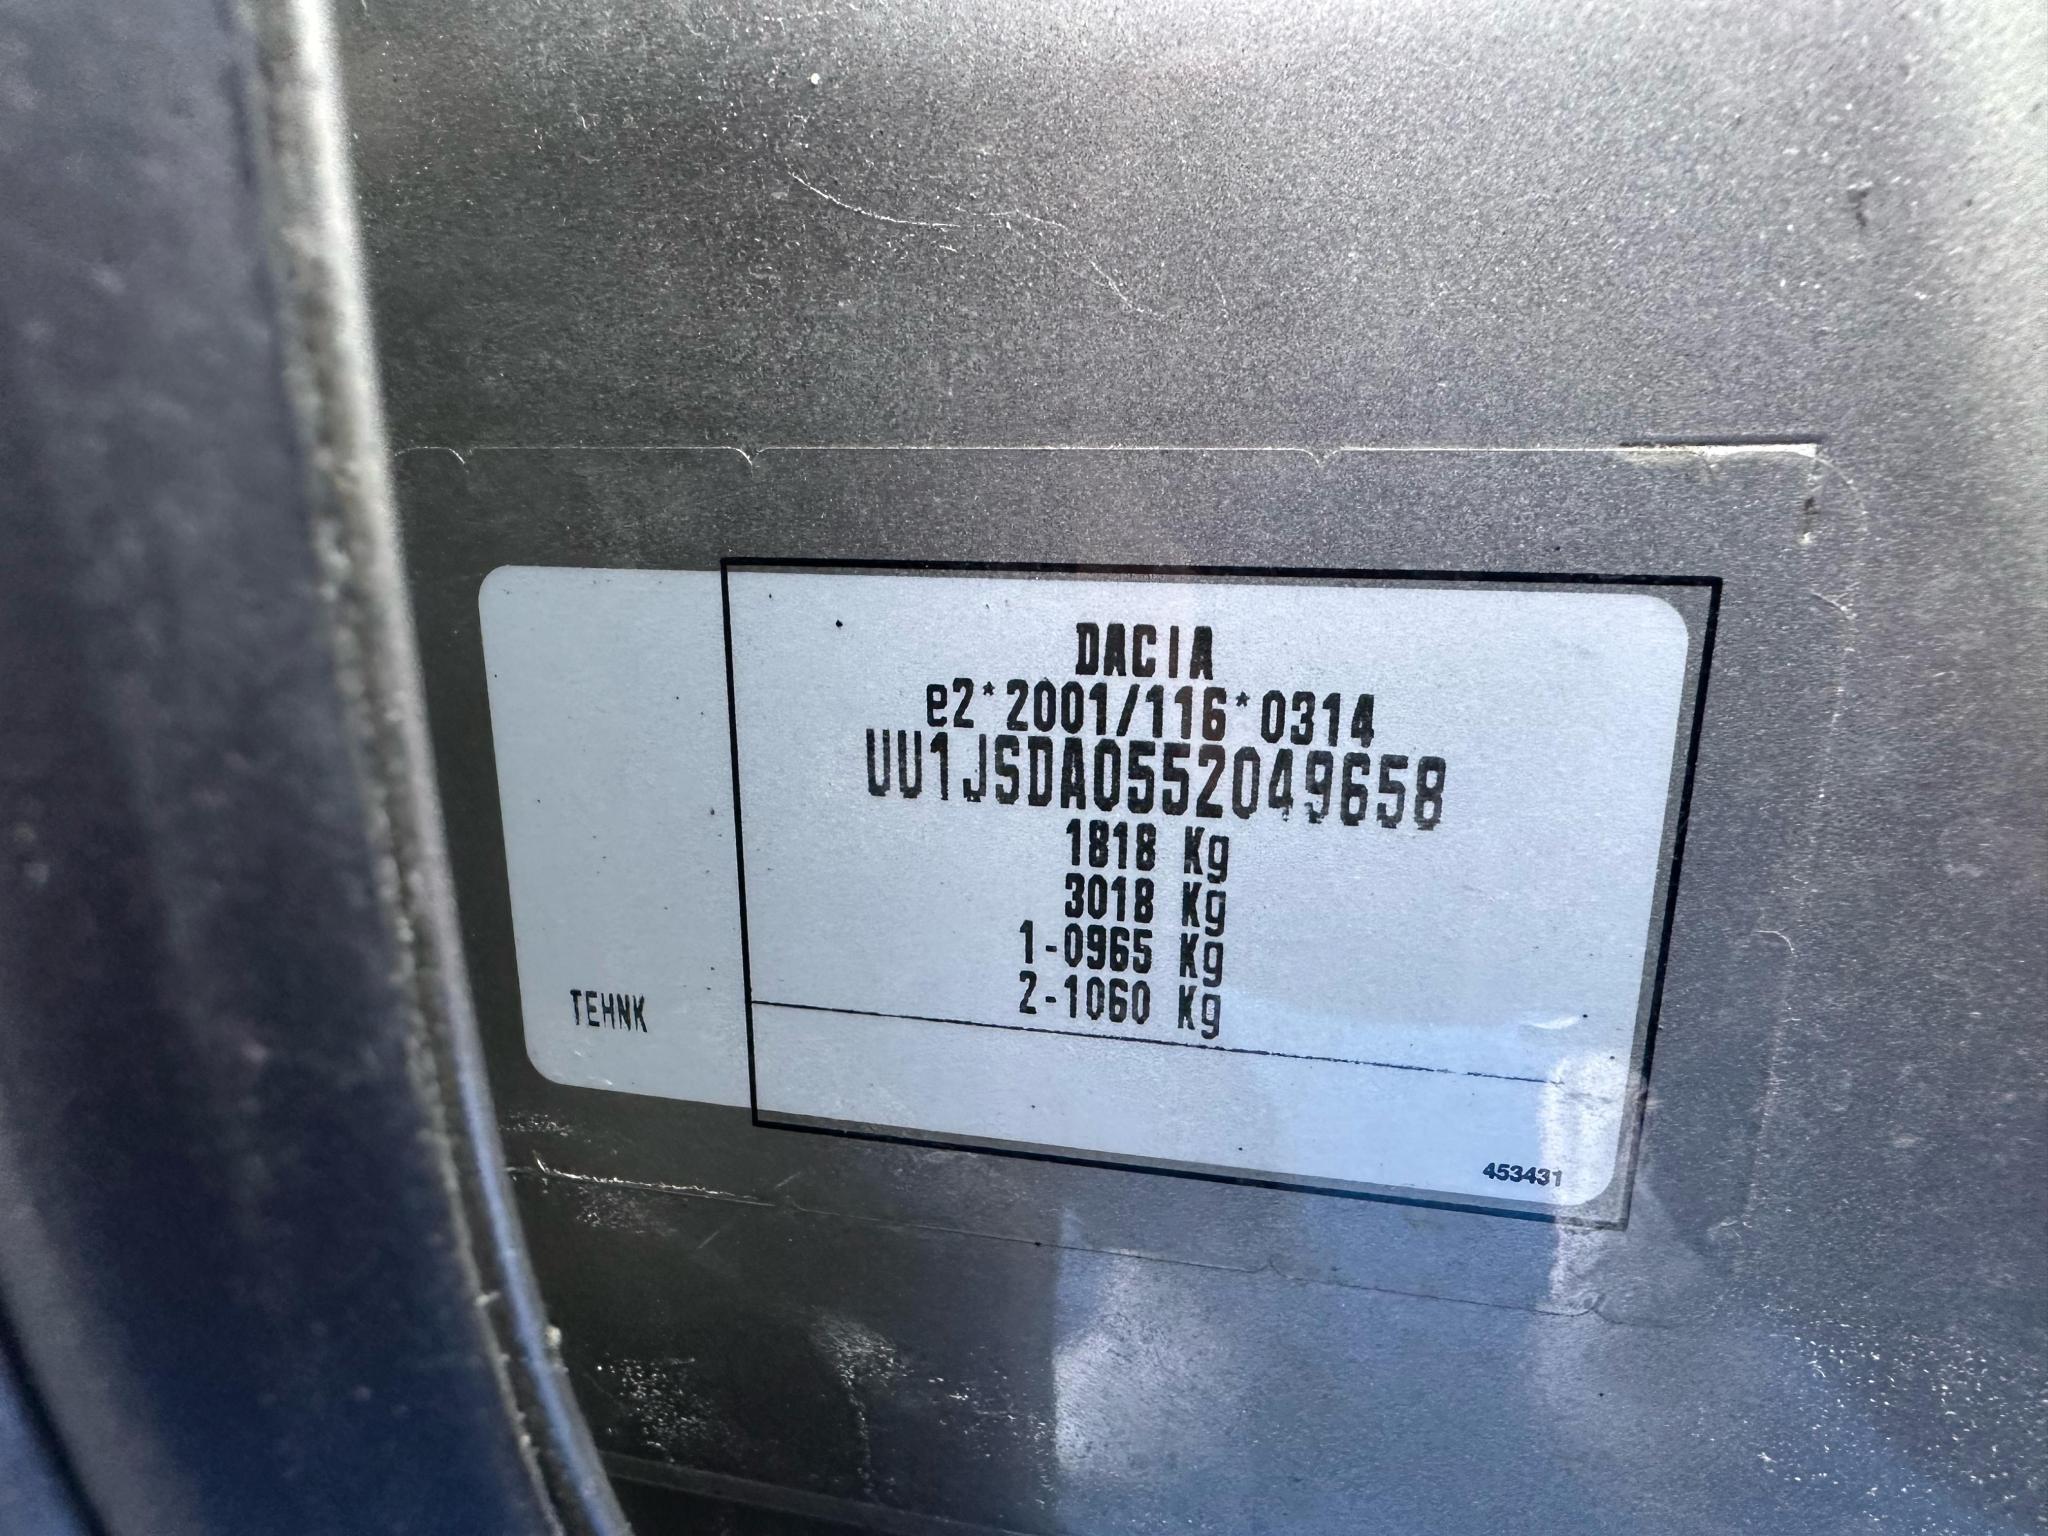 DACIA
e2*2001/116*0314
UU1JSDA0552049658
1818 Kg
3018 Kg
1-0965 Kg
2-1060 Kg
TEHNK
453431